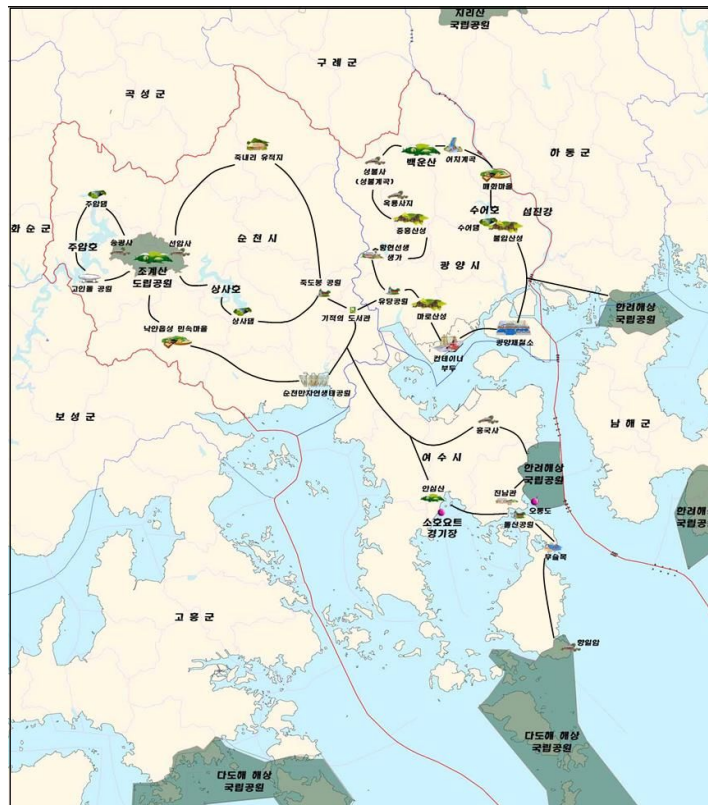 지리산
국립공원
구 례 군
곡 성 군
하 동 군
죽내리 유적지
백운산
어치계곡
성불사
(성불계곡)
매화마을
주암댐
옥룡사지
수어호
섬진강
중흥산성
수어댐
불암산성
화 순 군
주암호
송광사
선암사
순 천 시
황현선생
생가
광 양 시
조계산
도립공원
고인돌 공원
상사호
죽도봉 공원
유당공원
마로산성
한려해상
국립공원
상사댐
기적의 도서관
광양제철소
낙안읍성 민속마을
컨테이너
부두
순천만자연생태공원
보 성 군
남 해 군
흥국사
여 수 시
한려해상
국립공원
안심산
진남관
오동도
한려해상
국립공원
소호요트
경기장
돌산공원
무술목
고 흥 군
향일암
다도해 해상
국립공원
다도해 해상
국립공원